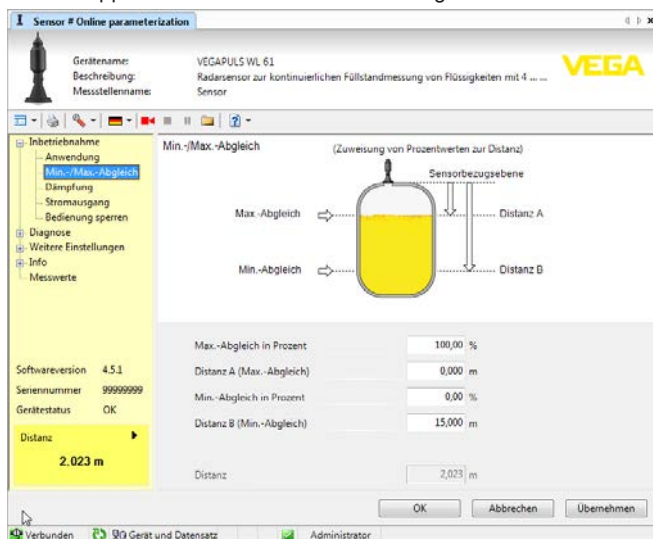 Sensor # Online parameterization
Gerätename: VEGAPULS WL 61
Beschreibung: Radarsensor zur kontinuierlichen Füllstandmessung von Flüssigkeiten mit 4 ... ...
Messstellenname: Sensor
VEGA
Inbetriebnahme
Anwendung
Min.-/Max.-Abgleich
Dämpfung
Stromausgang
Bedienung sperren
Diagnose
Weitere Einstellungen
Info
Messwerte
Softwareversion 4.5.1
Seriennummer 99999999
Gerätestatus OK
Distanz
2.023 m
Min.-/Max.-Abgleich
(Zuweisung von Prozentwerten zur Distanz)
Sensorbezugsebene
Max.-Abgleich
Distanz A
Min.-Abgleich
Distanz B
Max.-Abgleich in Prozent 100,00 %
Distanz A (Max.-Abgleich) 0,000 m
Min.-Abgleich in Prozent 0,00 %
Distanz B (Min.-Abgleich) 15,000 m
Distanz 2,023 m
OK Abbrechen Übernehmen
Verbunden Gerät und Datensatz Administrator